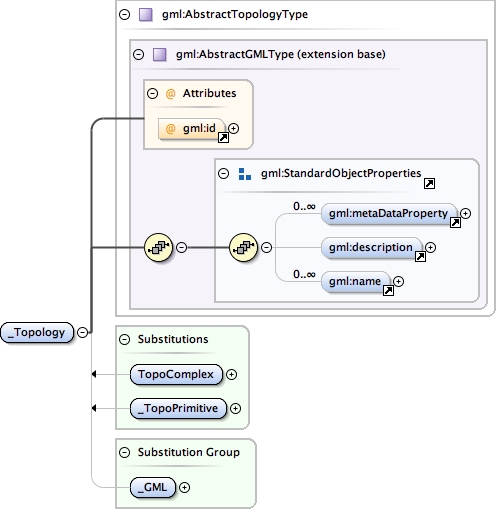 gml:AbstractTopologyType
gml:AbstractGMLType (extension base)
@ Attributes
@ gml:id
gml:StandardObjectProperties
0..∞
gml:metaDataProperty
gml:description
0..∞
gml:name
_Topology
Substitutions
TopoComplex
_TopoPrimitive
Substitution Group
_GML